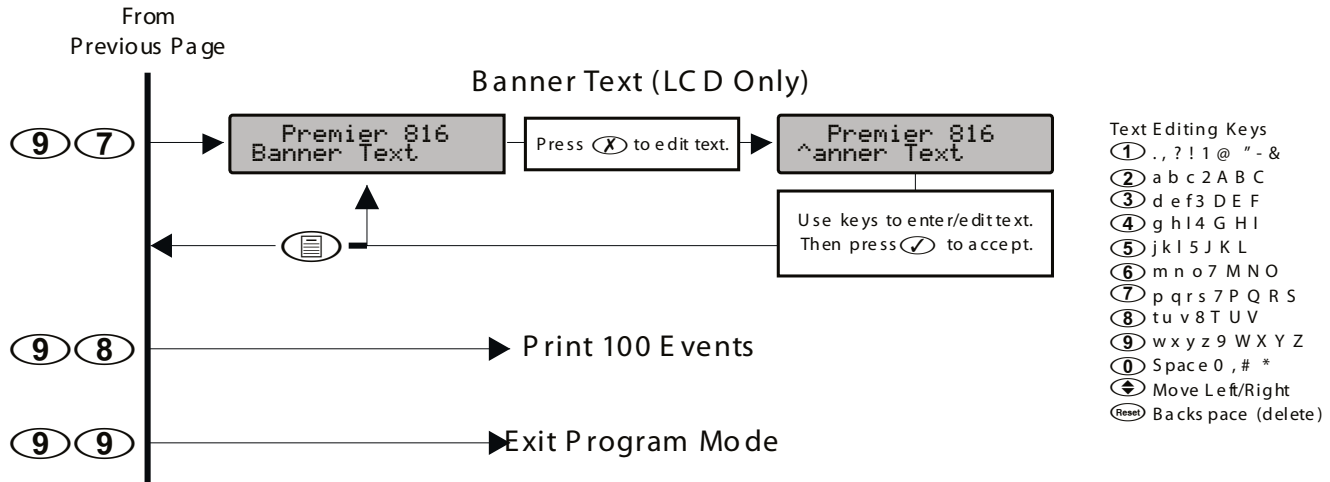 From
Previous Page
Banner Text (LCD Only)
9 7
Premier 816
Banner Text
Press ✗ to edit text.
Premier 816
^anner Text
Use keys to enter/edit text.
Then press ✓ to accept.
9 8
Print 100 Events
9 9
Exit Program Mode
Text Editing Keys
1 . , ? ! 1 @ " - &
2 a b c 2 A B C
3 d e f 3 D E F
4 g h I 4 G H I
5 j k l 5 J K L
6 m n o 7 M N O
7 p q r s 7 P Q R S
8 t u v 8 T U V
9 w x y z 9 W X Y Z
0 Space 0 , # *
Move Left/Right
Reset Backspace (delete)